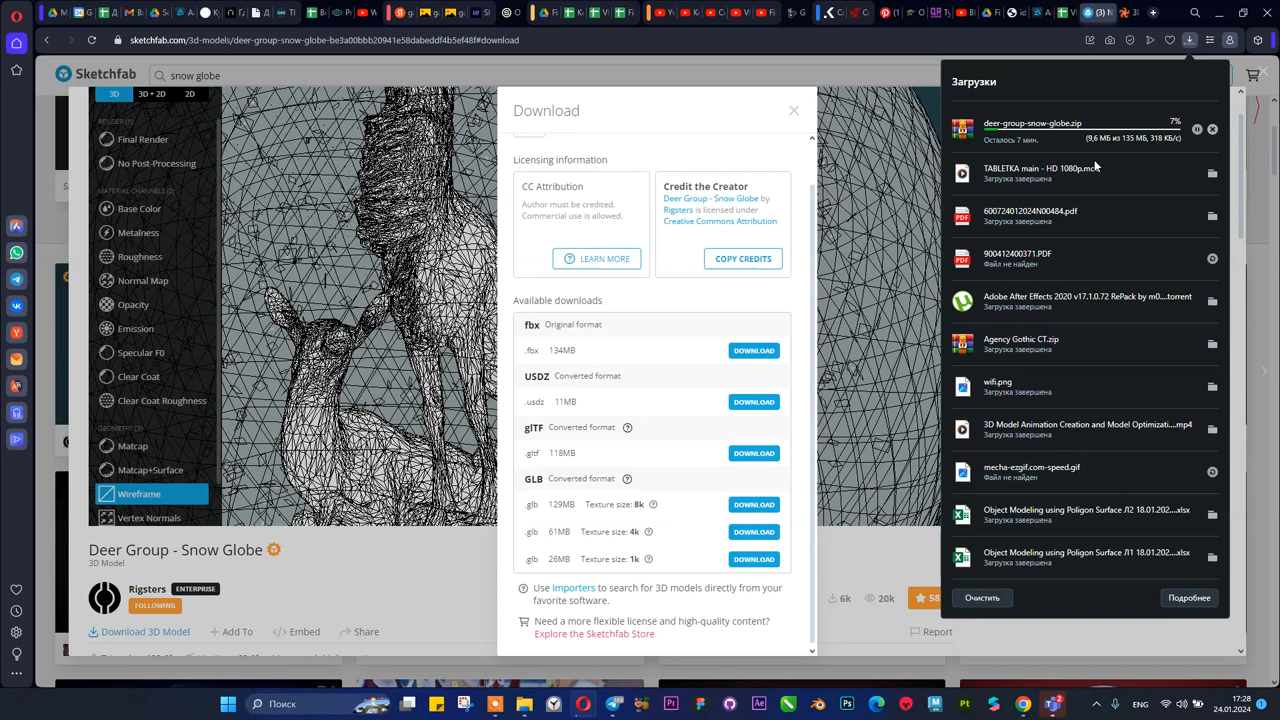 sketchfab.com/3d-models/deer-group-snow-globe-be3a00bbb20941e58dabeddf4b5ef48f#download
Sketchfab
snow globe
3D
3D + 2D
2D
RENDER (1)
Final Render
No Post-Processing
MATERIAL CHANNELS (2)
Base Color
Metalness
Roughness
Normal Map
Opacity
Emission
Specular F0
Clear Coat
Clear Coat Roughness
GEOMETRY (3)
Matcap
Matcap+Surface
Wireframe
Vertex Normals
Deer Group - Snow Globe
3D Model
Rigsters
ENTERPRISE
FOLLOWING
6k
20k
Download 3D Model
Add To
Embed
Share
Report
Download
Licensing information
CC Attribution
Author must be credited.
Commercial use is allowed.
LEARN MORE
Credit the Creator
Deer Group - Snow Globe by
Rigsters is licensed under
Creative Commons Attribution
COPY CREDITS
Available downloads
fbx Original format
.fbx 134MB DOWNLOAD
USDZ Converted format
.usdz 11MB DOWNLOAD
glTF Converted format
.gltf 118MB DOWNLOAD
GLB Converted format
.glb 129MB Texture size: 8k DOWNLOAD
.glb 61MB Texture size: 4k DOWNLOAD
.glb 26MB Texture size: 1k DOWNLOAD
Use Importers to search for 3D models directly from your
favorite software.
Need a more flexible license and high-quality content?
Explore the Sketchfab Store
Загрузки
deer-group-snow-globe.zip 7%
Осталось 7 мин. (9,6 МБ из 135 МБ, 318 КБ/с)
TABLETKA main - HD 1080p.mov
Загрузка завершена
600724012024N00484.pdf
Загрузка завершена
900412400371.PDF
Файл не найден
Adobe After Effects 2020 v17.1.0.72 RePack by m0....torrent
Загрузка завершена
Agency Gothic CT.zip
Загрузка завершена
wifi.png
Загрузка завершена
3D Model Animation Creation and Model Optimizati....mp4
Загрузка завершена
mecha-ezgif.com-speed.gif
Файл не найден
Object Modeling using Poligon Surface Л1 18.01.20....xlsx
Загрузка завершена
Object Modeling using Poligon Surface Л2 18.01.20....xlsx
Загрузка завершена
Очистить
Подробнее
Поиск
ENG
17:28
24.01.2024